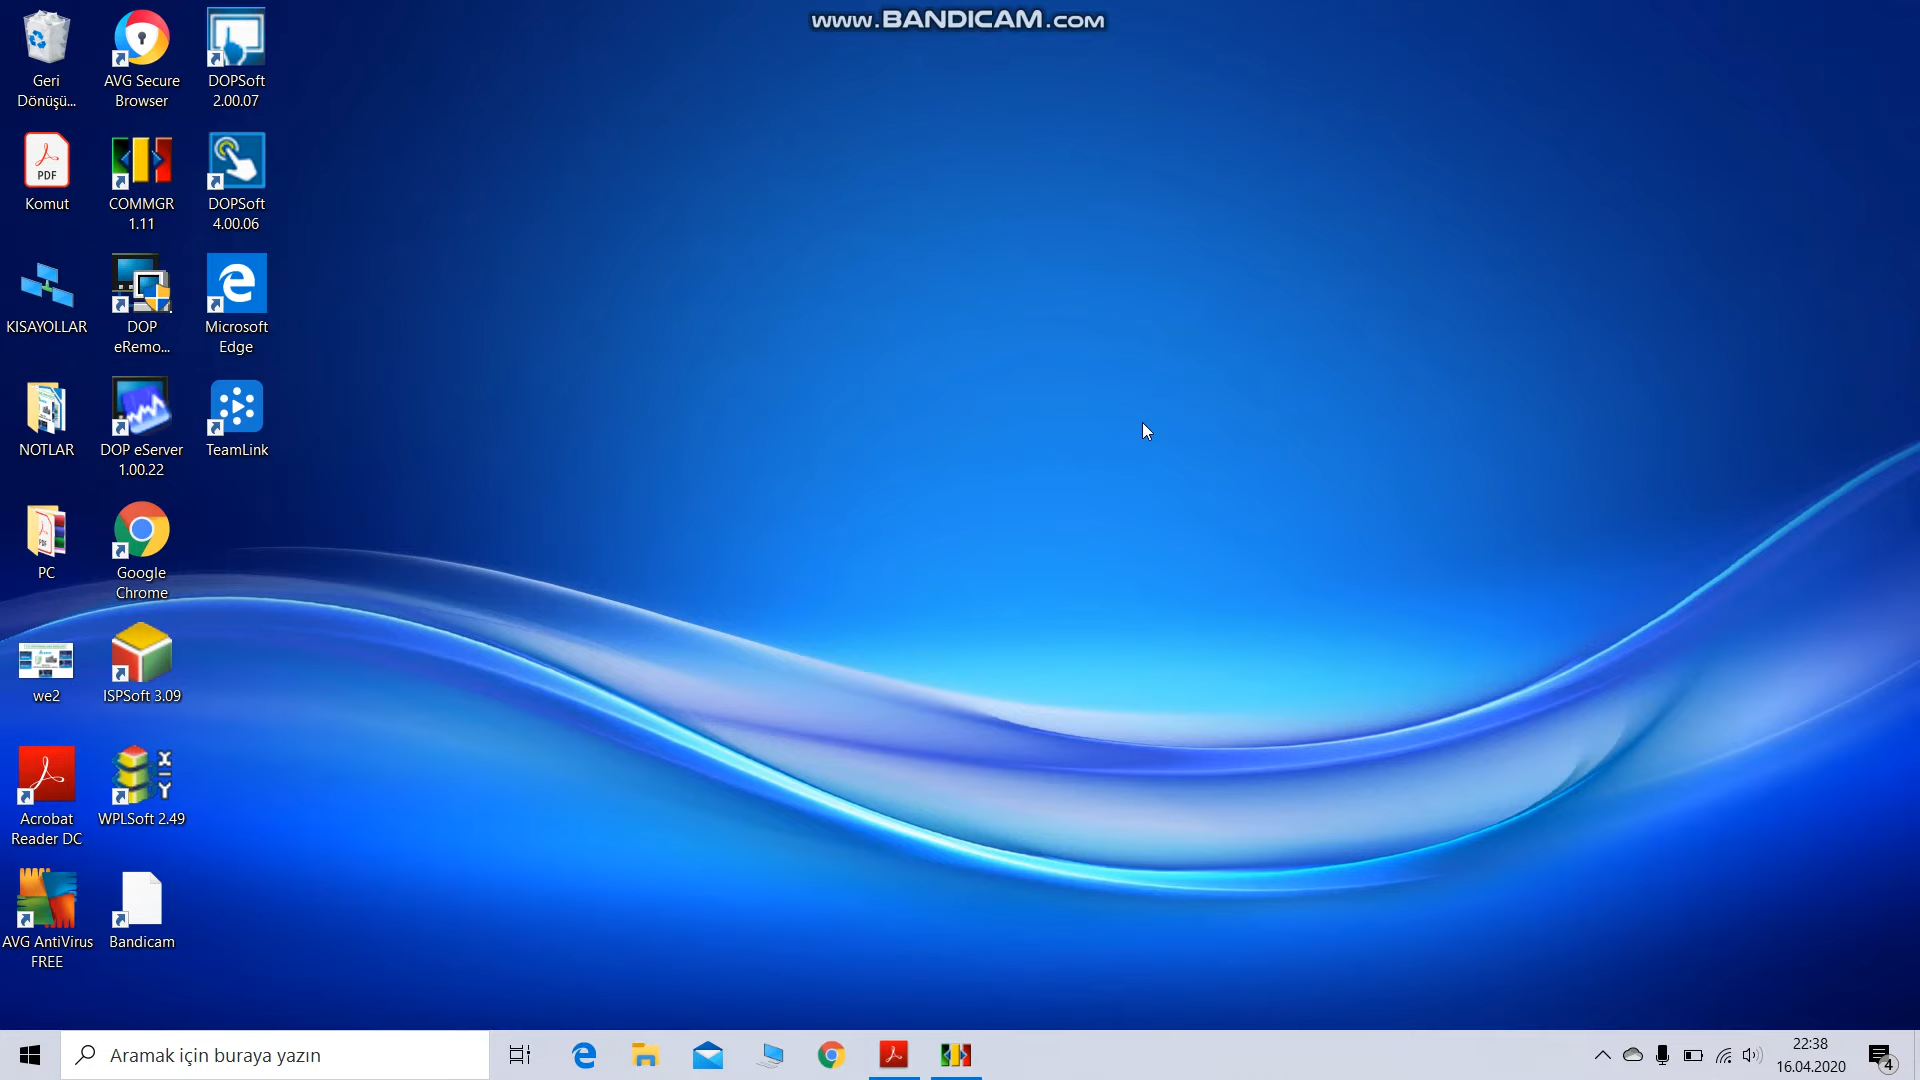 www.BANDICAM.com
Geri
Dönüşü...
AVG Secure
Browser
DOPSoft
2.00.07
PDF
Komut
COMMGR
1.11
DOPSoft
4.00.06
KISAYOLLAR
DOP
eRemo...
Microsoft
Edge
NOTLAR
DOP eServer
1.00.22
TeamLink
PDF
PC
Google
Chrome
we2
ISPSoft 3.09
X
Y
Acrobat
Reader DC
WPLSoft 2.49
AVG AntiVirus
FREE
Bandicam
Aramak için buraya yazın
22:38
16.04.2020
4